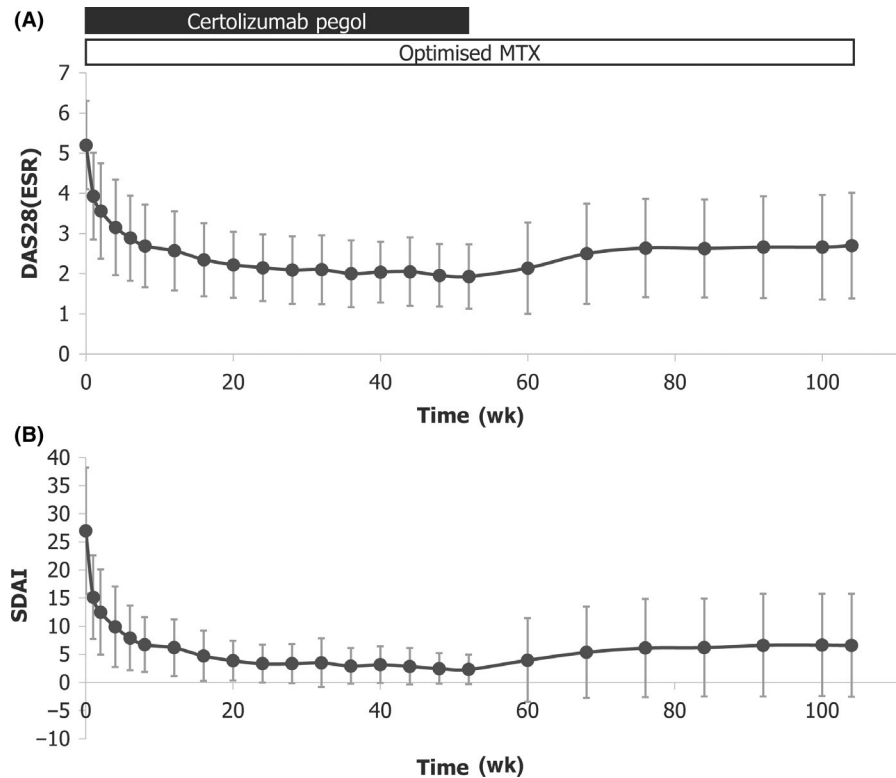 (A)
Certolizumab pegol
Optimised MTX
7
6
5
4
3
2
1
0
DAS28(ESR)
0 20 40 60 80 100
Time (wk)
(B)
40
35
30
25
20
15
10
5
0
−5
−10
SDAI
0 20 40 60 80 100
Time (wk)